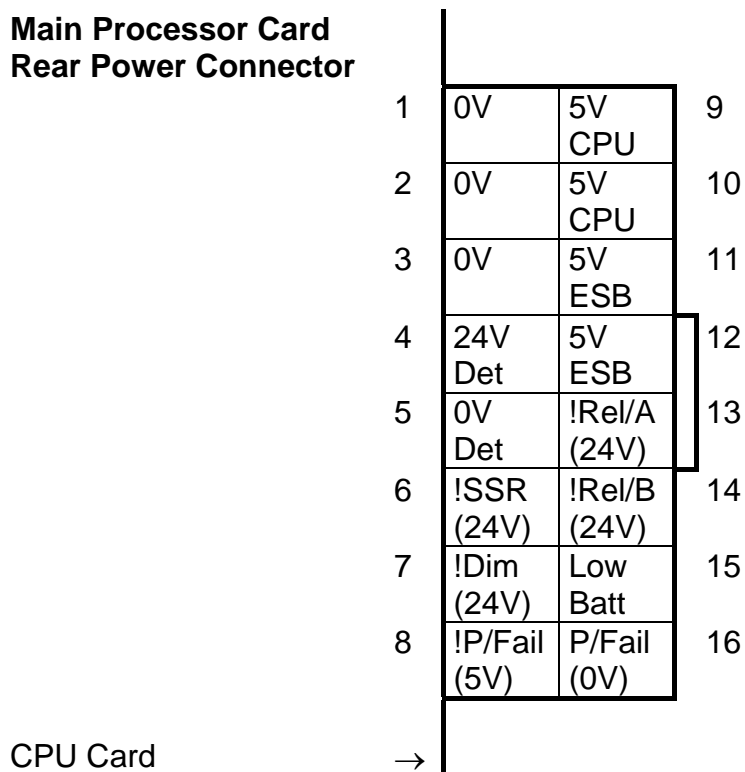 Main Processor Card
Rear Power Connector
1 0V 5V 9
CPU
2 0V 5V 10
CPU
3 0V 5V 11
ESB
4 24V 5V 12
Det ESB
5 0V !Rel/A 13
Det (24V)
6 !SSR !Rel/B 14
(24V) (24V)
7 !Dim Low 15
(24V) Batt
8 !P/Fail P/Fail 16
(5V) (0V)
CPU Card →